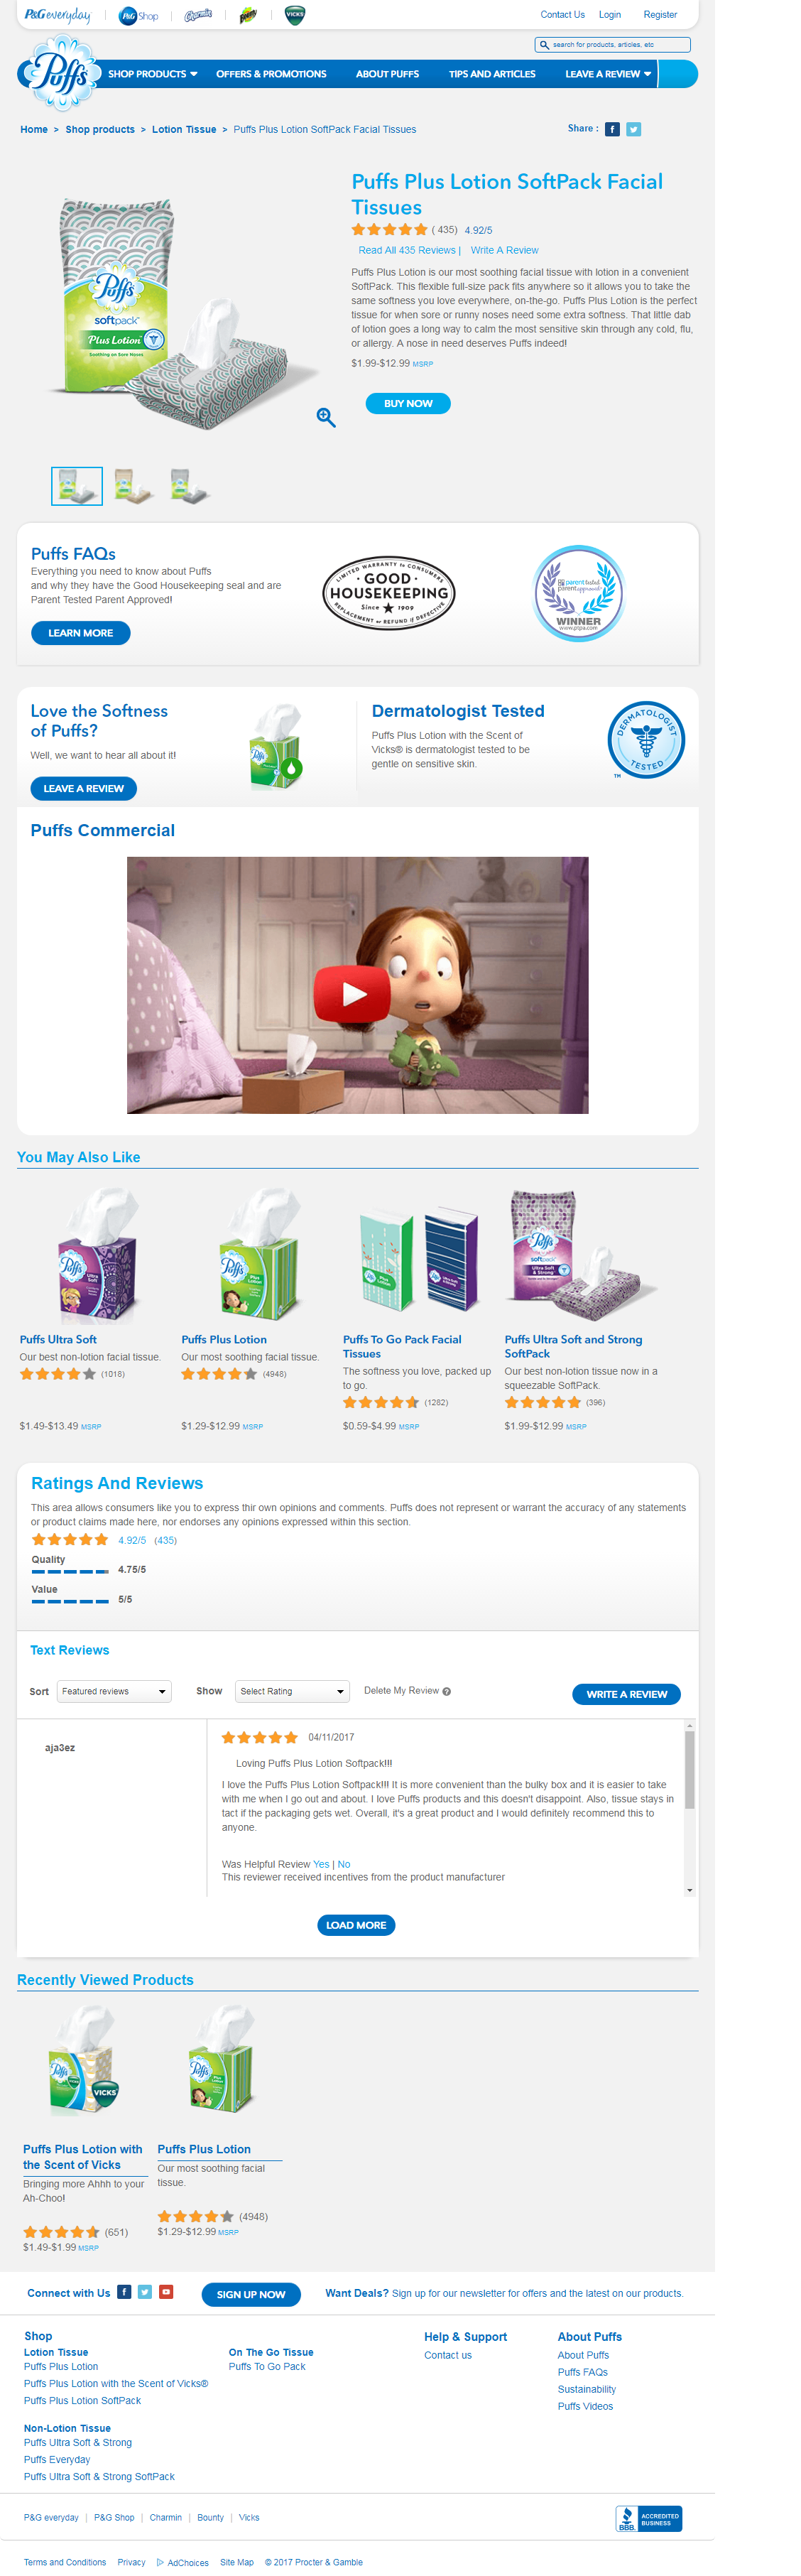 P&G everyday
P&G Shop
Charmin
Bounty
VICKS
Contact Us
Login
Register
search for products, articles, etc
Puffs
SHOP PRODUCTS
OFFERS & PROMOTIONS
ABOUT PUFFS
TIPS AND ARTICLES
LEAVE A REVIEW
Home > Shop products > Lotion Tissue > Puffs Plus Lotion SoftPack Facial Tissues
Share :
Puffs Plus Lotion SoftPack Facial
Tissues
( 435) 4.92/5
Read All 435 Reviews | Write A Review
Puffs Plus Lotion is our most soothing facial tissue with lotion in a convenient
SoftPack. This flexible full-size pack fits anywhere so it allows you to take the
same softness you love everywhere, on-the-go. Puffs Plus Lotion is the perfect
tissue for when sore or runny noses need some extra softness. That little dab
of lotion goes a long way to calm the most sensitive skin through any cold, flu,
or allergy. A nose in need deserves Puffs indeed!
$1.99-$12.99 MSRP
BUY NOW
Puffs
softpack
Plus Lotion
Soothing on Sore Noses
Puffs FAQs
Everything you need to know about Puffs
and why they have the Good Housekeeping seal and are
Parent Tested Parent Approved!
LEARN MORE
LIMITED WARRANTY to CONSUMERS
GOOD
HOUSEKEEPING
Since 1909
REPLACEMENT or REFUND if DEFECTIVE
parent tested
parent approved
WINNER
www.ptpa.com
Love the Softness
of Puffs?
Well, we want to hear all about it!
LEAVE A REVIEW
Puffs
Dermatologist Tested
Puffs Plus Lotion with the Scent of
Vicks® is dermatologist tested to be
gentle on sensitive skin.
DERMATOLOGIST
TESTED
TM
Puffs Commercial
You May Also Like
Puffs
Ultra Soft
Puffs
Plus Lotion
Puffs
softpack
Ultra Soft & Strong
Puffs Ultra Soft
Our best non-lotion facial tissue.
(1018)
$1.49-$13.49 MSRP
Puffs Plus Lotion
Our most soothing facial tissue.
(4948)
$1.29-$12.99 MSRP
Puffs To Go Pack Facial
Tissues
The softness you love, packed up
to go.
(1282)
$0.59-$4.99 MSRP
Puffs Ultra Soft and Strong
SoftPack
Our best non-lotion tissue now in a
squeezable SoftPack.
(396)
$1.99-$12.99 MSRP
Ratings And Reviews
This area allows consumers like you to express thir own opinions and comments. Puffs does not represent or warrant the accuracy of any statements
or product claims made here, nor endorses any opinions expressed within this section.
4.92/5 (435)
Quality
4.75/5
Value
5/5
Text Reviews
Sort
Featured reviews
Show
Select Rating
Delete My Review ?
WRITE A REVIEW
aja3ez
04/11/2017
Loving Puffs Plus Lotion Softpack!!!
I love the Puffs Plus Lotion Softpack!!! It is more convenient than the bulky box and it is easier to take
with me when I go out and about. I love Puffs products and this doesn't disappoint. Also, tissue stays in
tact if the packaging gets wet. Overall, it's a great product and I would definitely recommend this to
anyone.
Was Helpful Review Yes | No
This reviewer received incentives from the product manufacturer
LOAD MORE
Recently Viewed Products
Puffs
VICKS
Puffs
Plus Lotion
Puffs Plus Lotion with
the Scent of Vicks
Bringing more Ahhh to your
Ah-Choo!
(651)
$1.49-$1.99 MSRP
Puffs Plus Lotion
Our most soothing facial
tissue.
(4948)
$1.29-$12.99 MSRP
Connect with Us
SIGN UP NOW
Want Deals? Sign up for our newsletter for offers and the latest on our products.
Shop
Lotion Tissue
Puffs Plus Lotion
Puffs Plus Lotion with the Scent of Vicks®
Puffs Plus Lotion SoftPack
Non-Lotion Tissue
Puffs Ultra Soft & Strong
Puffs Everyday
Puffs Ultra Soft & Strong SoftPack
On The Go Tissue
Puffs To Go Pack
Help & Support
Contact us
About Puffs
About Puffs
Puffs FAQs
Sustainability
Puffs Videos
P&G everyday | P&G Shop | Charmin | Bounty | Vicks
BBB.
ACCREDITED
BUSINESS
Terms and Conditions
Privacy
AdChoices
Site Map
© 2017 Procter & Gamble